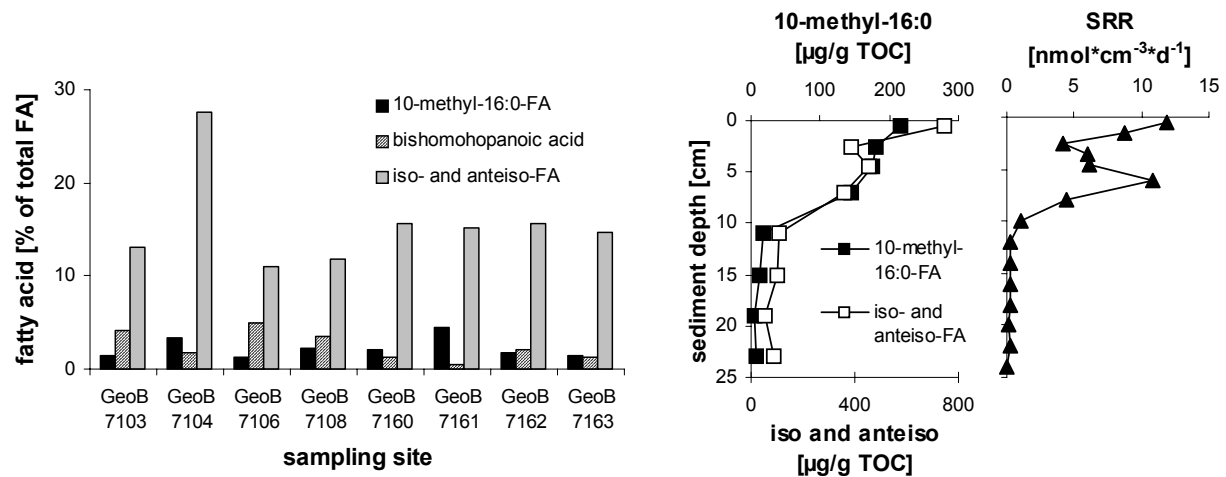 fatty acid [% of total FA]
30
20
10
0
10-methyl-16:0-FA
bishomohopanoic acid
iso- and anteiso-FA
GeoB GeoB GeoB GeoB GeoB GeoB GeoB GeoB
7103 7104 7106 7108 7160 7161 7162 7163
sampling site
10-methyl-16:0
[µg/g TOC]
0 100 200 300
sediment depth [cm]
0
5
10
15
20
25
10-methyl-
16:0-FA
iso- and
anteiso-FA
0 400 800
iso and anteiso
[µg/g TOC]
SRR
[nmol*cm⁻³*d⁻¹]
0 5 10 15